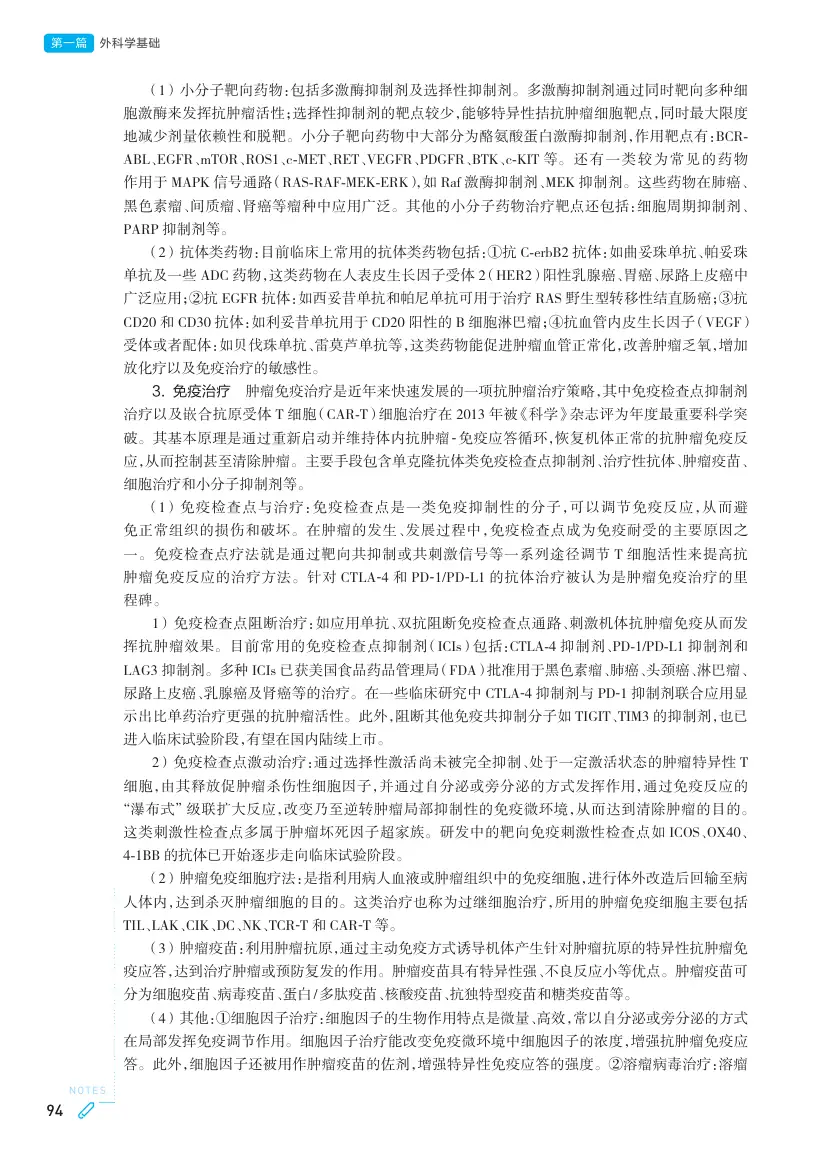 第一篇 外科学基础
（1）小分子靶向药物：包括多激酶抑制剂及选择性抑制剂。多激酶抑制剂通过同时靶向多种细
胞激酶来发挥抗肿瘤活性；选择性抑制剂的靶点较少，能够特异性拮抗肿瘤细胞靶点，同时最大限度
地减少剂量依赖性和脱靶。小分子靶向药物中大部分为酪氨酸蛋白激酶抑制剂，作用靶点有：BCR-
ABL、EGFR、mTOR、ROS1、c-MET、RET、VEGFR、PDGFR、BTK、c-KIT 等。还有一类较为常见的药物
作用于 MAPK 信号通路（RAS-RAF-MEK-ERK），如 Raf 激酶抑制剂、MEK 抑制剂。这些药物在肺癌、
黑色素瘤、间质瘤、肾癌等瘤种中应用广泛。其他的小分子药物治疗靶点还包括：细胞周期抑制剂、
PARP 抑制剂等。
（2）抗体类药物：目前临床上常用的抗体类药物包括：①抗 C-erbB2 抗体：如曲妥珠单抗、帕妥珠
单抗及一些 ADC 药物，这类药物在人表皮生长因子受体 2（HER2）阳性乳腺癌、胃癌、尿路上皮癌中
广泛应用；②抗 EGFR 抗体：如西妥昔单抗和帕尼单抗可用于治疗 RAS 野生型转移性结直肠癌；③抗
CD20 和 CD30 抗体：如利妥昔单抗用于 CD20 阳性的 B 细胞淋巴瘤；④抗血管内皮生长因子（VEGF）
受体或者配体：如贝伐珠单抗、雷莫芦单抗等，这类药物能促进肿瘤血管正常化，改善肿瘤乏氧，增加
放化疗以及免疫治疗的敏感性。
3. 免疫治疗 肿瘤免疫治疗是近年来快速发展的一项抗肿瘤治疗策略，其中免疫检查点抑制剂
治疗以及嵌合抗原受体 T 细胞（CAR-T）细胞治疗在 2013 年被《科学》杂志评为年度最重要科学突
破。其基本原理是通过重新启动并维持体内抗肿瘤-免疫应答循环，恢复机体正常的抗肿瘤免疫反
应，从而控制甚至清除肿瘤。主要手段包含单克隆抗体类免疫检查点抑制剂、治疗性抗体、肿瘤疫苗、
细胞治疗和小分子抑制剂等。
（1）免疫检查点与治疗：免疫检查点是一类免疫抑制性的分子，可以调节免疫反应，从而避
免正常组织的损伤和破坏。在肿瘤的发生、发展过程中，免疫检查点成为免疫耐受的主要原因之
一。免疫检查点疗法就是通过靶向共抑制或共刺激信号等一系列途径调节 T 细胞活性来提高抗
肿瘤免疫反应的治疗方法。针对 CTLA-4 和 PD-1/PD-L1 的抗体治疗被认为是肿瘤免疫治疗的里
程碑。
1）免疫检查点阻断治疗：如应用单抗、双抗阻断免疫检查点通路、刺激机体抗肿瘤免疫从而发
挥抗肿瘤效果。目前常用的免疫检查点抑制剂（ICIs）包括：CTLA-4 抑制剂、PD-1/PD-L1 抑制剂和
LAG3 抑制剂。多种 ICIs 已获美国食品药品管理局（FDA）批准用于黑色素瘤、肺癌、头颈癌、淋巴瘤、
尿路上皮癌、乳腺癌及肾癌等的治疗。在一些临床研究中 CTLA-4 抑制剂与 PD-1 抑制剂联合应用显
示出比单药治疗更强的抗肿瘤活性。此外，阻断其他免疫共抑制分子如 TIGIT、TIM3 的抑制剂，也已
进入临床试验阶段，有望在国内陆续上市。
2）免疫检查点激动治疗：通过选择性激活尚未被完全抑制、处于一定激活状态的肿瘤特异性 T
细胞，由其释放促肿瘤杀伤性细胞因子，并通过自分泌或旁分泌的方式发挥作用，通过免疫反应的
“瀑布式”级联扩大反应，改变乃至逆转肿瘤局部抑制性的免疫微环境，从而达到清除肿瘤的目的。
这类刺激性检查点多属于肿瘤坏死因子超家族。研发中的靶向免疫刺激性检查点如 ICOS、OX40、
4-1BB 的抗体已开始逐步走向临床试验阶段。
（2）肿瘤免疫细胞疗法：是指利用病人血液或肿瘤组织中的免疫细胞，进行体外改造后回输至病
人体内，达到杀灭肿瘤细胞的目的。这类治疗也称为过继细胞治疗，所用的肿瘤免疫细胞主要包括
TIL、LAK、CIK、DC、NK、TCR-T 和 CAR-T 等。
（3）肿瘤疫苗：利用肿瘤抗原，通过主动免疫方式诱导机体产生针对肿瘤抗原的特异性抗肿瘤免
疫应答，达到治疗肿瘤或预防复发的作用。肿瘤疫苗具有特异性强、不良反应小等优点。肿瘤疫苗可
分为细胞疫苗、病毒疫苗、蛋白/多肽疫苗、核酸疫苗、抗独特型疫苗和糖类疫苗等。
（4）其他：①细胞因子治疗：细胞因子的生物作用特点是微量、高效，常以自分泌或旁分泌的方式
在局部发挥免疫调节作用。细胞因子治疗能改变免疫微环境中细胞因子的浓度，增强抗肿瘤免疫应
答。此外，细胞因子还被用作肿瘤疫苗的佐剂，增强特异性免疫应答的强度。②溶瘤病毒治疗：溶瘤
NOTES
94